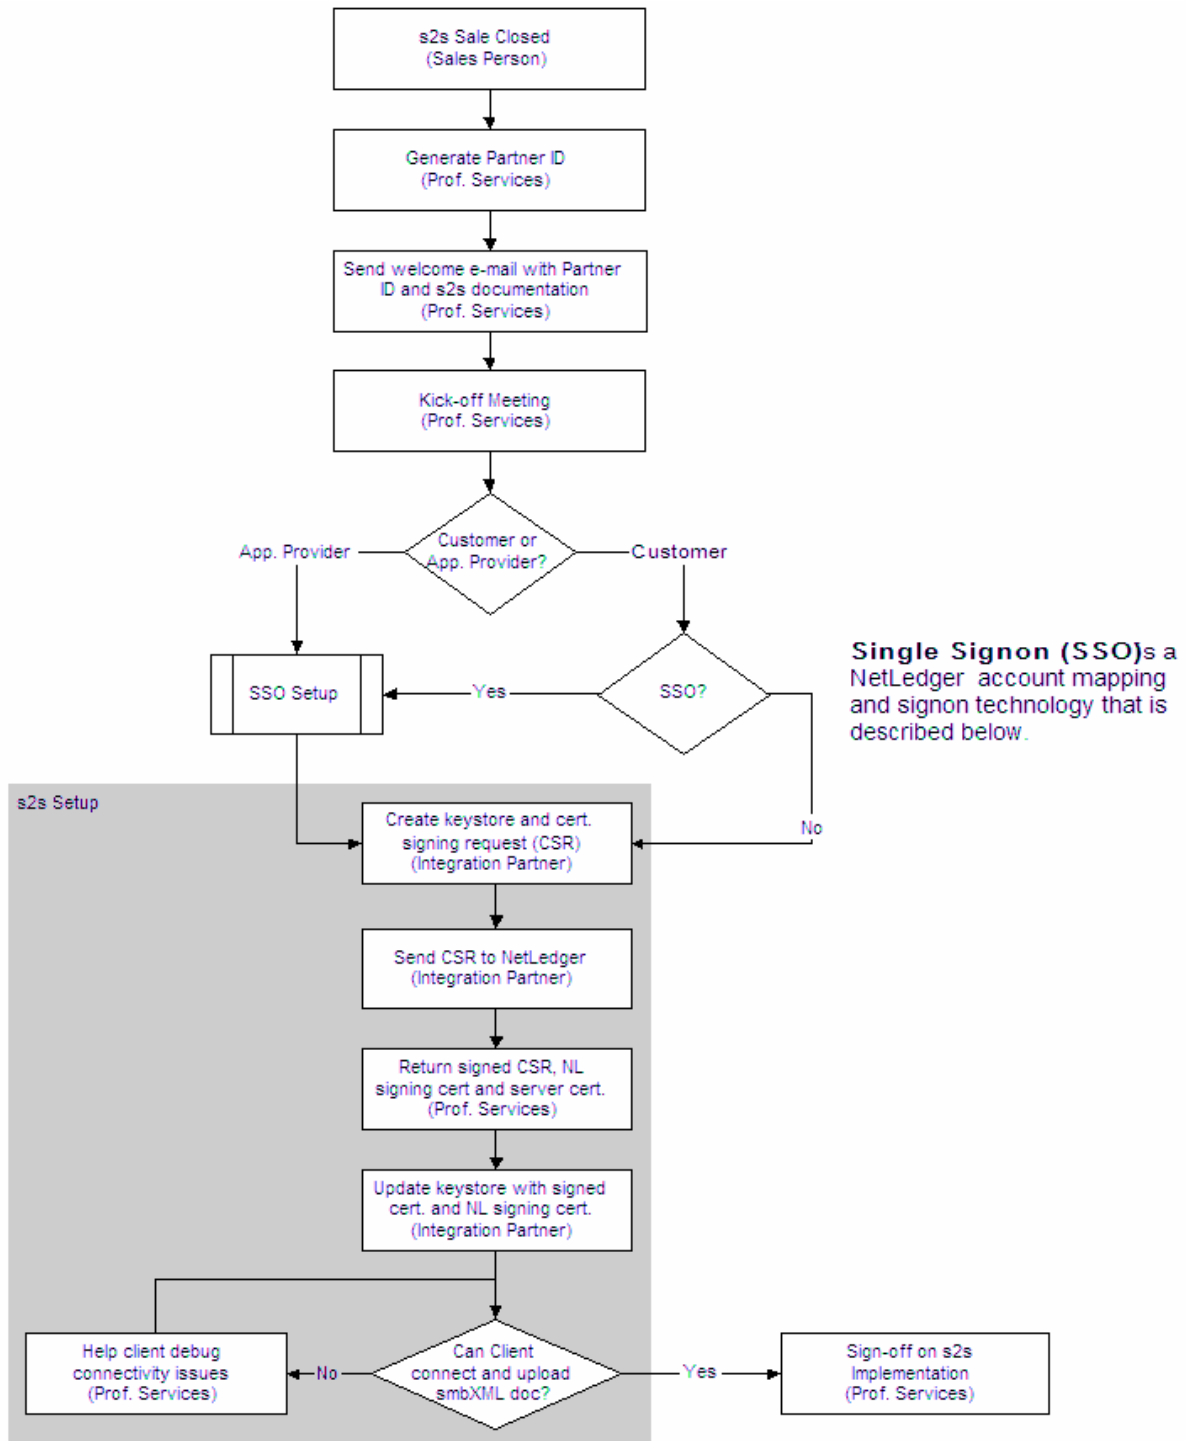 s2s Sale Closed
(Sales Person)
Generate Partner ID
(Prof. Services)
Send welcome e-mail with Partner
ID and s2s documentation
(Prof. Services)
Kick-off Meeting
(Prof. Services)
Customer or
App. Provider?
App. Provider
Customer
SSO Setup
Yes
SSO?
No
Single Signon (SSO)s a
NetLedger account mapping
and signon technology that is
described below.
s2s Setup
Create keystore and cert.
signing request (CSR)
(Integration Partner)
Send CSR to NetLedger
(Integration Partner)
Return signed CSR, NL
signing cert and server cert.
(Prof. Services)
Update keystore with signed
cert. and NL signing cert.
(Integration Partner)
Help client debug
connectivity issues
(Prof. Services)
No
Can Client
connect and upload
smbXML doc?
Yes
Sign-off on s2s
Implementation
(Prof. Services)